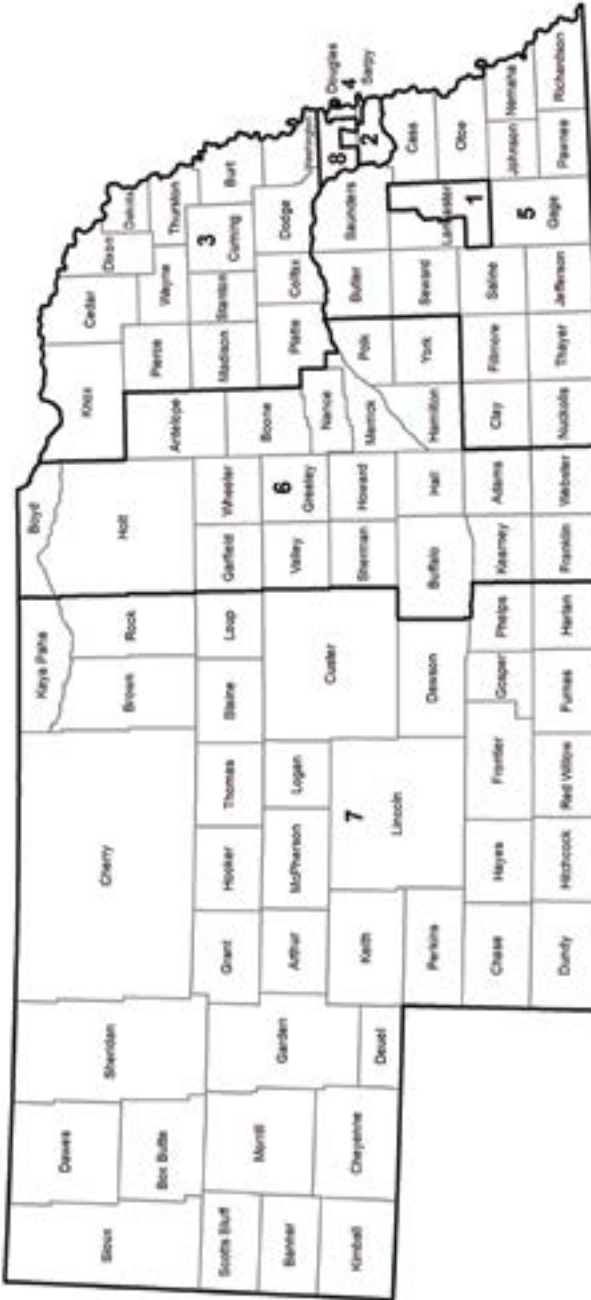 Sioux
Dawes
Box Butte
Sheridan
Scotts Bluff
Banner
Kimball
Morrill
Cheyenne
Garden
Deuel
Cherry
Grant
Hooker
Thomas
Arthur
McPherson
Logan
Keith
Lincoln
7
Perkins
Chase
Hayes
Frontier
Dundy
Hitchcock
Red Willow
Furnas
Harlan
Gosper
Phelps
Dawson
Custer
Blaine
Loup
Brown
Rock
Keya Paha
Boyd
Holt
Garfield
Wheeler
Valley
Greeley
6
Sherman
Howard
Buffalo
Hall
Kearney
Adams
Franklin
Webster
Antelope
Boone
Nance
Merrick
Hamilton
Polk
York
Clay
Fillmore
Nuckolls
Thayer
Knox
Cedar
Dixon
Dakota
Pierce
Wayne
Thurston
Madison
Stanton
Cuming
3
Burt
Platte
Colfax
Dodge
Washington
Butler
Saunders
8
Douglas
4
Sarpy
2
Seward
Lancaster
1
Cass
Otoe
Saline
Jefferson
Gage
5
Johnson
Nemaha
Pawnee
Richardson